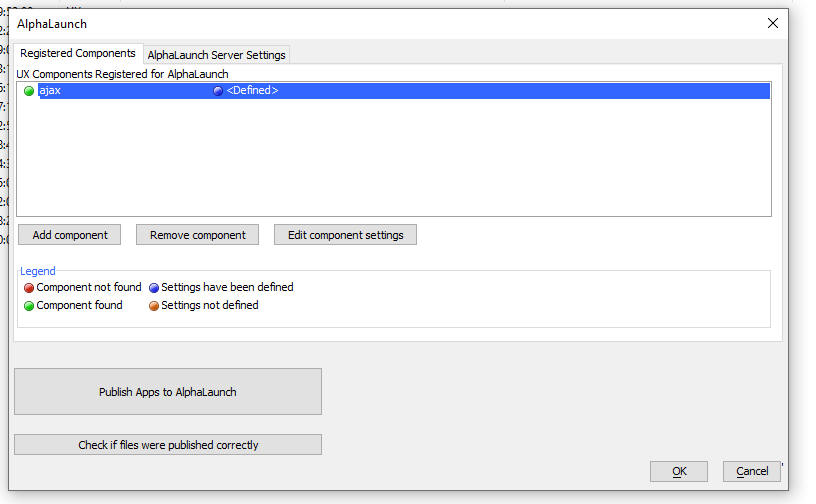 AlphaLaunch
Registered Components AlphaLaunch Server Settings
UX Components Registered for AlphaLaunch
ajax <Defined>
Add component Remove component Edit component settings
Legend
Component not found Settings have been defined
Component found Settings not defined
Publish Apps to AlphaLaunch
Check if files were published correctly
OK Cancel